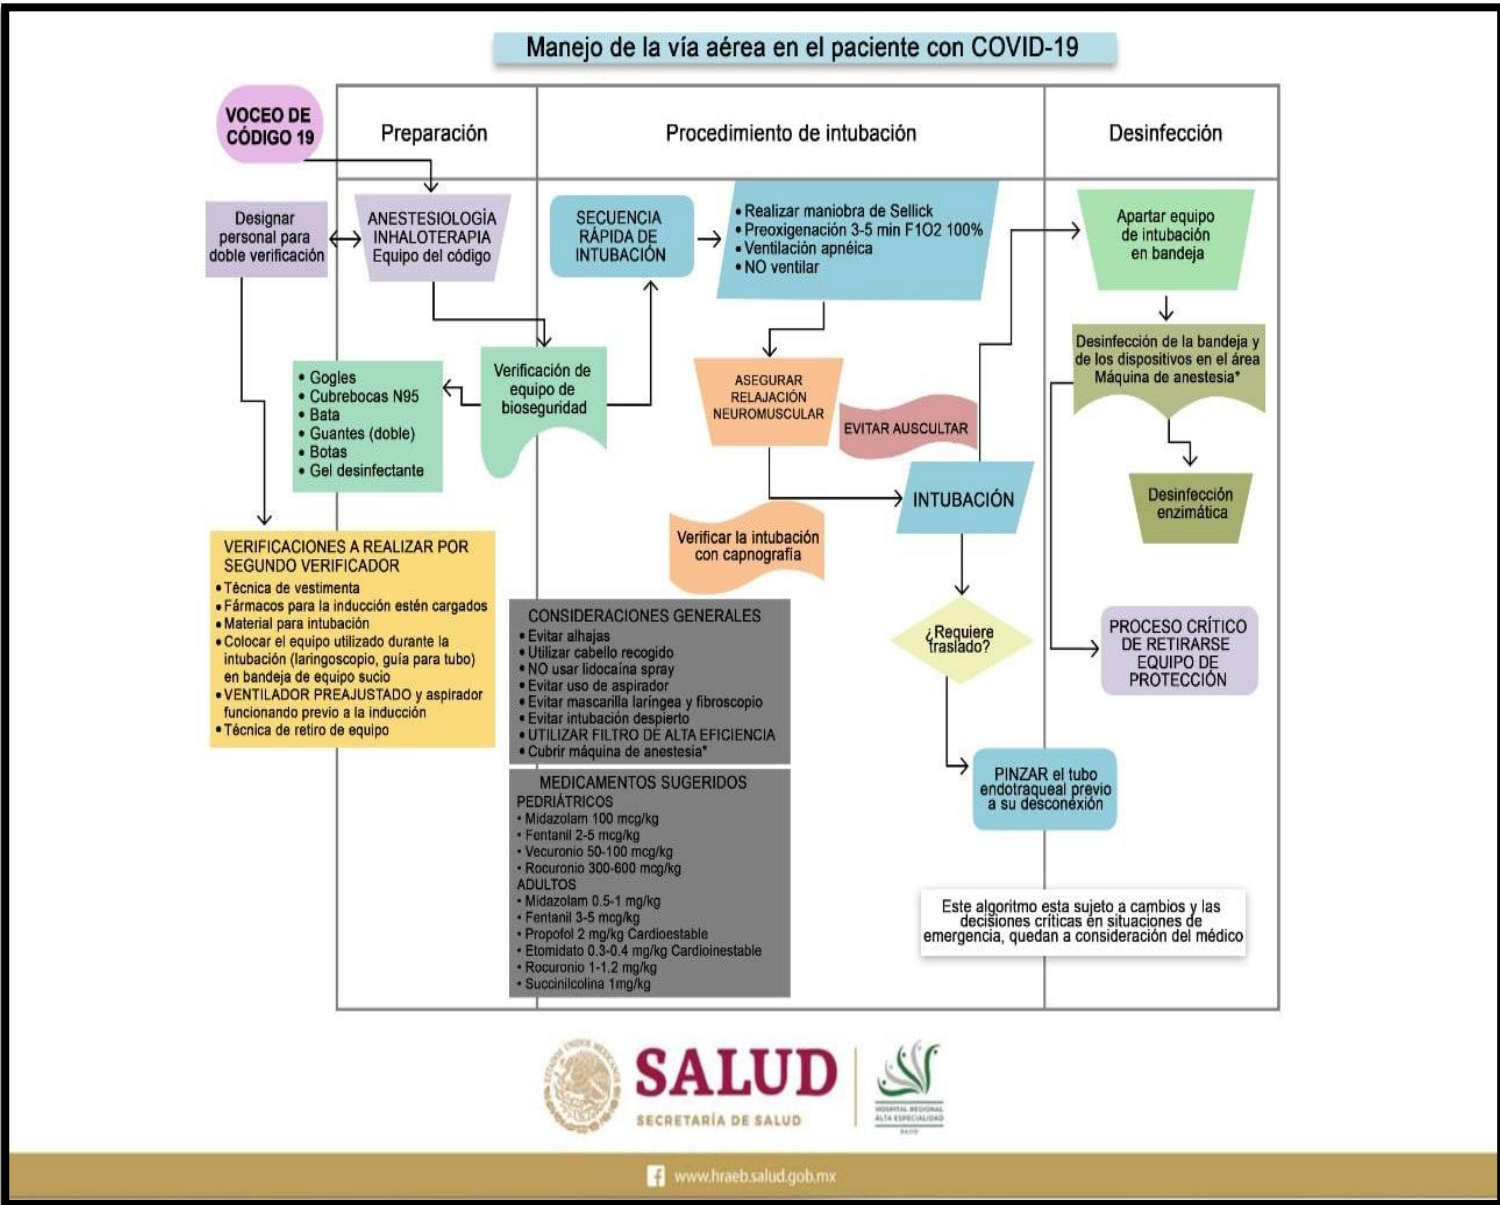 Manejo de la vía aérea en el paciente con COVID-19
VOCEO DE
CÓDIGO 19
Preparación
Procedimiento de intubación
Desinfección
Designar
personal para
doble verificación
ANESTESIOLOGÍA
INHALOTERAPIA
Equipo del código
SECUENCIA
RÁPIDA DE
INTUBACIÓN
• Realizar maniobra de Sellick
• Preoxigenación 3-5 min F1O2 100%
• Ventilación apnéica
• NO ventilar
Apartar equipo
de intubación
en bandeja
• Gogles
• Cubrebocas N95
• Bata
• Guantes (doble)
• Botas
• Gel desinfectante
Verificación de
equipo de
bioseguridad
ASEGURAR
RELAJACIÓN
NEUROMUSCULAR
EVITAR AUSCULTAR
Desinfección de la bandeja y
de los dispositivos en el área
Máquina de anestesia*
INTUBACIÓN
Desinfección
enzimática
Verificar la intubación
con capnografía
VERIFICACIONES A REALIZAR POR
SEGUNDO VERIFICADOR
• Técnica de vestimenta
• Fármacos para la inducción estén cargados
• Material para intubación
• Colocar el equipo utilizado durante la
intubación (laringoscopio, guía para tubo)
en bandeja de equipo sucio
• VENTILADOR PREAJUSTADO y aspirador
funcionando previo a la inducción
• Técnica de retiro de equipo
CONSIDERACIONES GENERALES
• Evitar alhajas
• Utilizar cabello recogido
• NO usar lidocaína spray
• Evitar uso de aspirador
• Evitar mascarilla laríngea y fibroscopio
• Evitar intubación despierto
• UTILIZAR FILTRO DE ALTA EFICIENCIA
• Cubrir máquina de anestesia*
¿Requiere
traslado?
PROCESO CRÍTICO
DE RETIRARSE
EQUIPO DE
PROTECCIÓN
MEDICAMENTOS SUGERIDOS
PEDRIÁTRICOS
• Midazolam 100 mcg/kg
• Fentanil 2-5 mcg/kg
• Vecuronio 50-100 mcg/kg
• Rocuronio 300-600 mcg/kg
ADULTOS
• Midazolam 0.5-1 mg/kg
• Fentanil 3-5 mcg/kg
• Propofol 2 mg/kg Cardioestable
• Etomidato 0.3-0.4 mg/kg Cardioinestable
• Rocuronio 1-1.2 mg/kg
• Succinilcolina 1mg/kg
PINZAR el tubo
endotraqueal previo
a su desconéxión
Este algoritmo esta sujeto a cambios y las
decisiones críticas en situaciones de
emergencia, quedan a consideración del médico
ESTADOS UNIDOS MEXICANOS
SALUD
SECRETARÍA DE SALUD
HOSPITAL REGIONAL
ALTA ESPECIALIDAD
BAJÍO
www.hraeb.salud.gob.mx